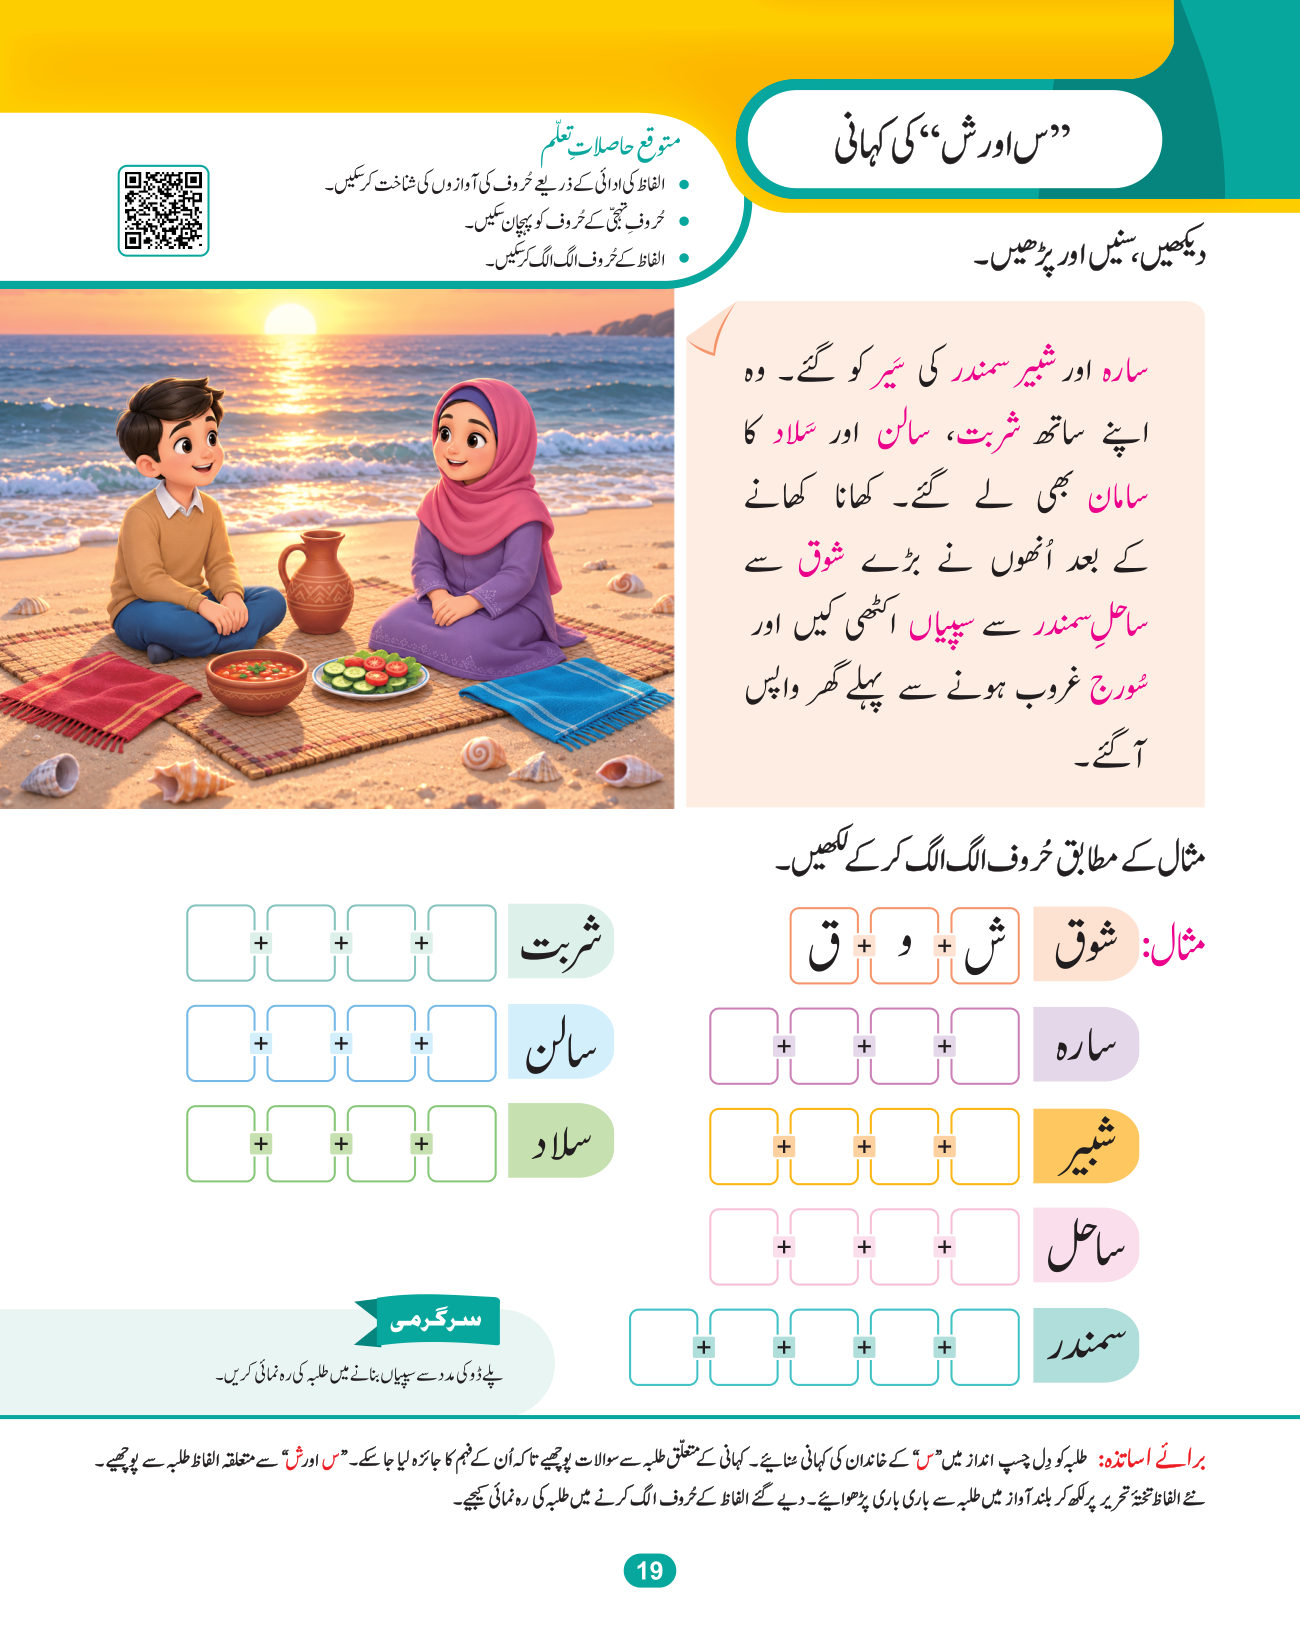 ”س اور ش“ کی کہانی
متوقع حاصلاتِ تعلّم
• الفاظ کی ادائی کے ذریعے حُروف کی آوازوں کی شناخت کر سکیں۔
• حُروفِ تہجّی کے حُروف کو پہچان سکیں۔
• الفاظ کے حُروف الگ الگ کر سکیں۔
دیکھیں، سنیں اور پڑھیں۔
سارہ اور شبیر سمندر کی سَیر کو گئے۔ وہ
اپنے ساتھ شربت، سالن اور سَلاد کا
سامان بھی لے گئے۔ کھانا کھانے
کے بعد اُنھوں نے بڑے شوق سے
ساحلِ سمندر سے سیپیاں اکٹھی کیں اور
سُورج غروب ہونے سے پہلے گھر واپس
آ گئے۔
مثال کے مطابق حُروف الگ الگ کر کے لکھیں۔
مثال: شوق ش + و + ق
سارہ + + +
شبیر + + +
ساحل + + +
سمندر + + + +
شربت + + +
سالن + + +
سلاد + + +
سرگرمی
پلے ڈو کی مدد سے سیپیاں بنانے میں طلبہ کی رہ نمائی کریں۔
برائے اساتذہ: طلبہ کو دِل چسپ انداز میں ”س“ کے خاندان کی کہانی سُنائیے۔ کہانی کے متعلّق طلبہ سے سوالات پوچھیے تاکہ اُن کے فہم کا جائزہ لیا جا سکے۔ ”س اور ش“ سے متعلقہ الفاظ طلبہ سے پوچھیے۔
نئے الفاظ تختۂ تحریر پر لکھ کر بلند آواز میں طلبہ سے باری باری پڑھوائیے۔ دیے گئے الفاظ کے حُروف الگ کرنے میں طلبہ کی رہ نمائی کیجیے۔
19